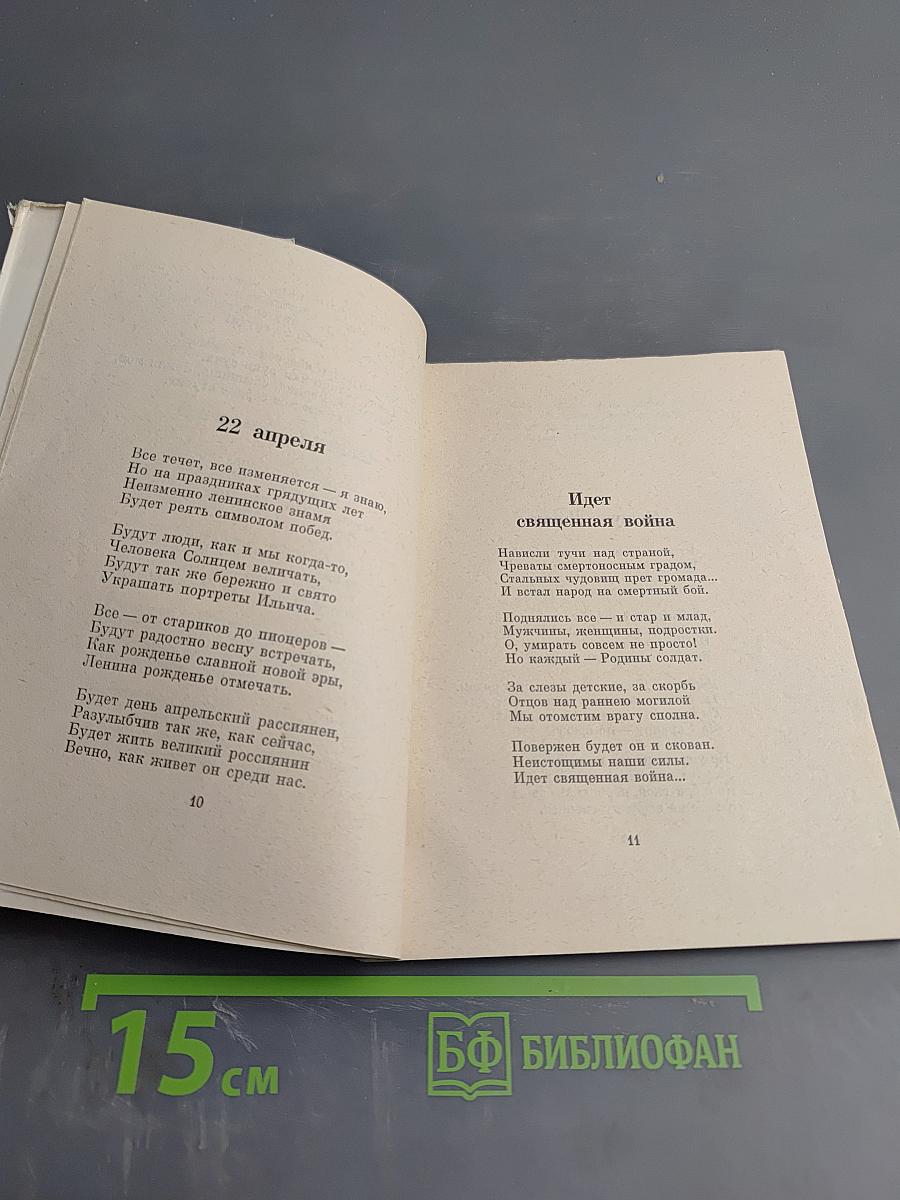 22 апреля
Все течет, все изменяется — я знаю,
Но на праздниках грядущих лет
Неизменно ленинское знамя
Будет реять символом побед.
Будут люди, как и мы когда-то,
Человека Солнцем величать,
Будут так же бережно и свято
Украшать портреты Ильича.
Все — от стариков до пионеров —
Будут радостно весну встречать,
Как рожденье славной новой эры,
Ленина рожденье отмечать.
Будет день апрельский рассиянен,
Разулыбчив так же, как сейчас,
Будет жить великий россиянин
Вечно, как живет он среди нас.
10
Идет
священная война
Нависли тучи над страной,
Чреваты смертоносным градом,
Стальных чудовищ прет громада...
И встал народ на смертный бой.
Поднялись все — и стар и млад,
Мужчины, женщины, подростки.
О, умирать совсем не просто!
Но каждый — Родины солдат.
За слезы детские, за скорбь
Отцов над раннею могилой
Мы отомстим врагу сполна.
Повержен будет он и скован.
Неистощимы наши силы.
Идет священная война...
11
15 см
БФ БИБЛИОФАН